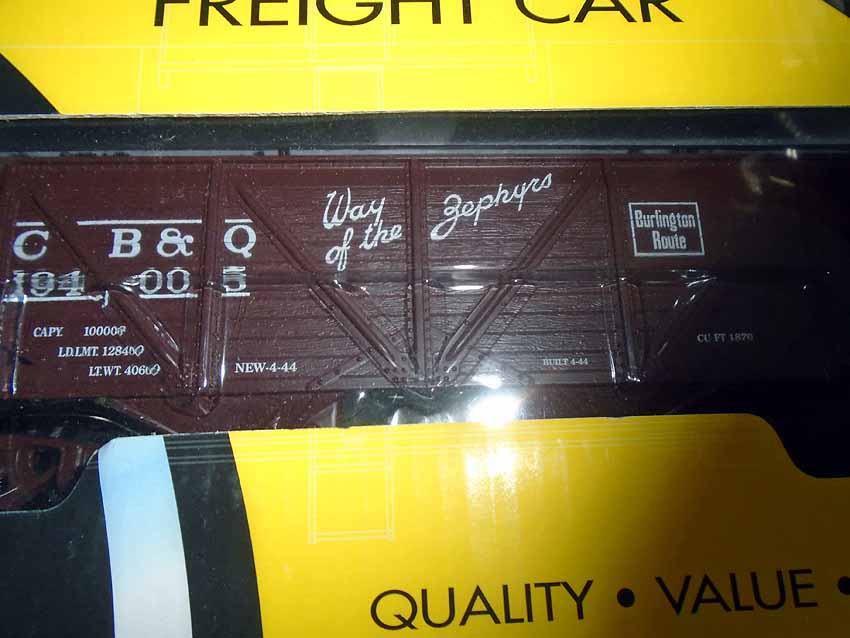 FREIGHT CAR
C B & Q
194005
CAPY. 100000
LD.LMT. 128400
LT.WT. 40600
NEW-4-44
Way
of the
Zephyrs
BUILT 4-44
Burlington
Route
CU FT 1870
QUALITY • VALUE •